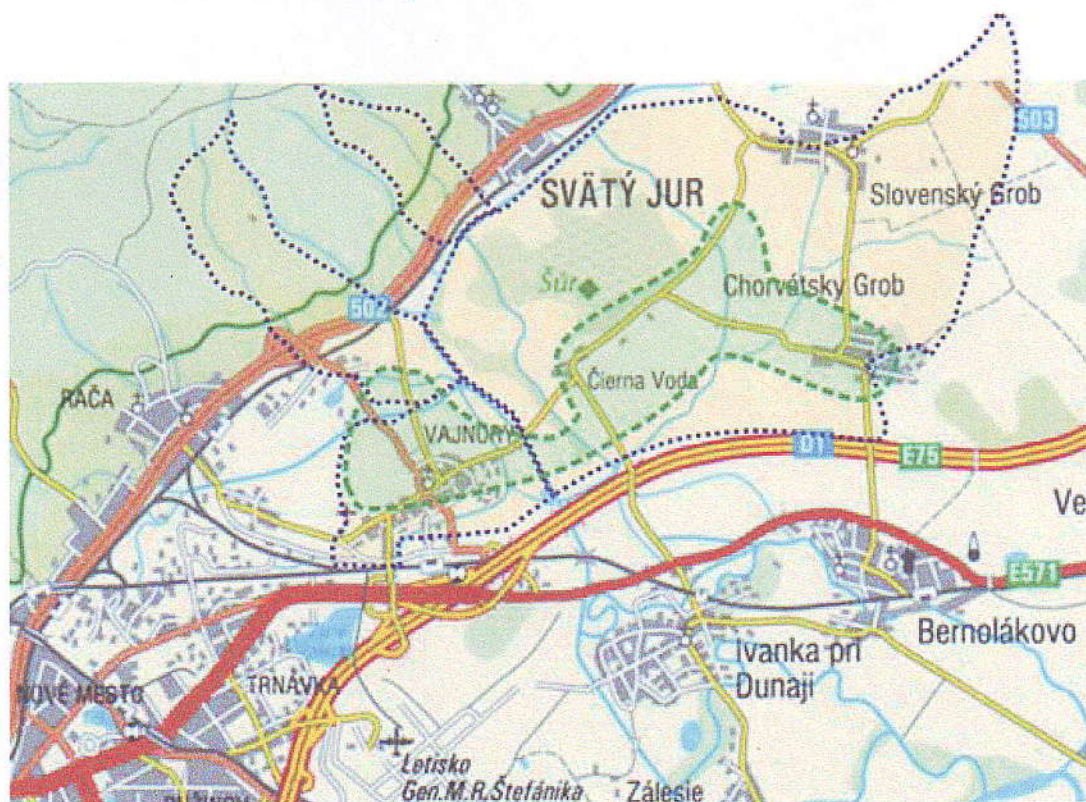 503
SVÄTÝ JUR
Slovenský Grob
Šúr
Chorvátsky Grob
502
Čierna Voda
RAČA
VAJNORY
D1
E75
Ve
E571
Ivanka pri
Dunaji
Bernolákovo
NOVÉ MESTO
TRNÁVKA
Letisko
Gen.M.R.Štefánika
Zálesie